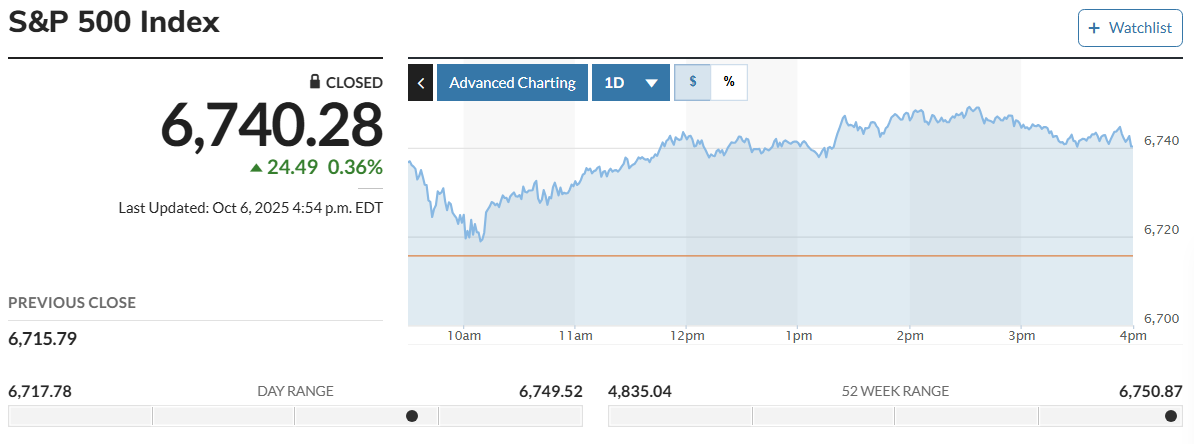 S&P 500 Index
+ Watchlist
CLOSED
6,740.28
24.49 0.36%
Last Updated: Oct 6, 2025 4:54 p.m. EDT
PREVIOUS CLOSE
6,715.79
Advanced Charting 1D $ %
6,740
6,720
6,700
10am 11am 12pm 1pm 2pm 3pm 4pm
6,717.78 DAY RANGE 6,749.52
4,835.04 52 WEEK RANGE 6,750.87